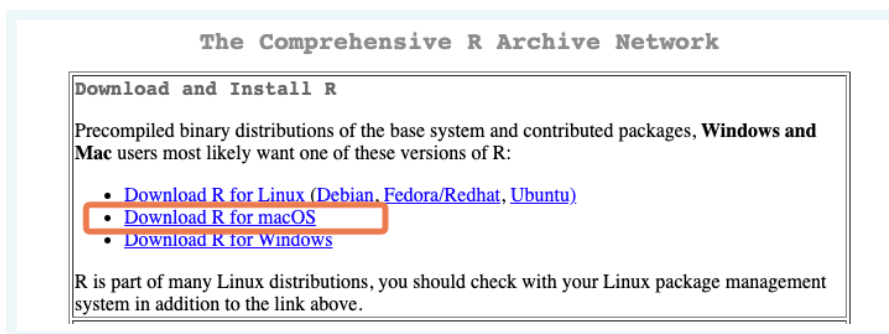 The Comprehensive R Archive Network
Download and Install R
Precompiled binary distributions of the base system and contributed packages, Windows and
Mac users most likely want one of these versions of R:
• Download R for Linux (Debian, Fedora/Redhat, Ubuntu)
• Download R for macOS
• Download R for Windows
R is part of many Linux distributions, you should check with your Linux package management
system in addition to the link above.